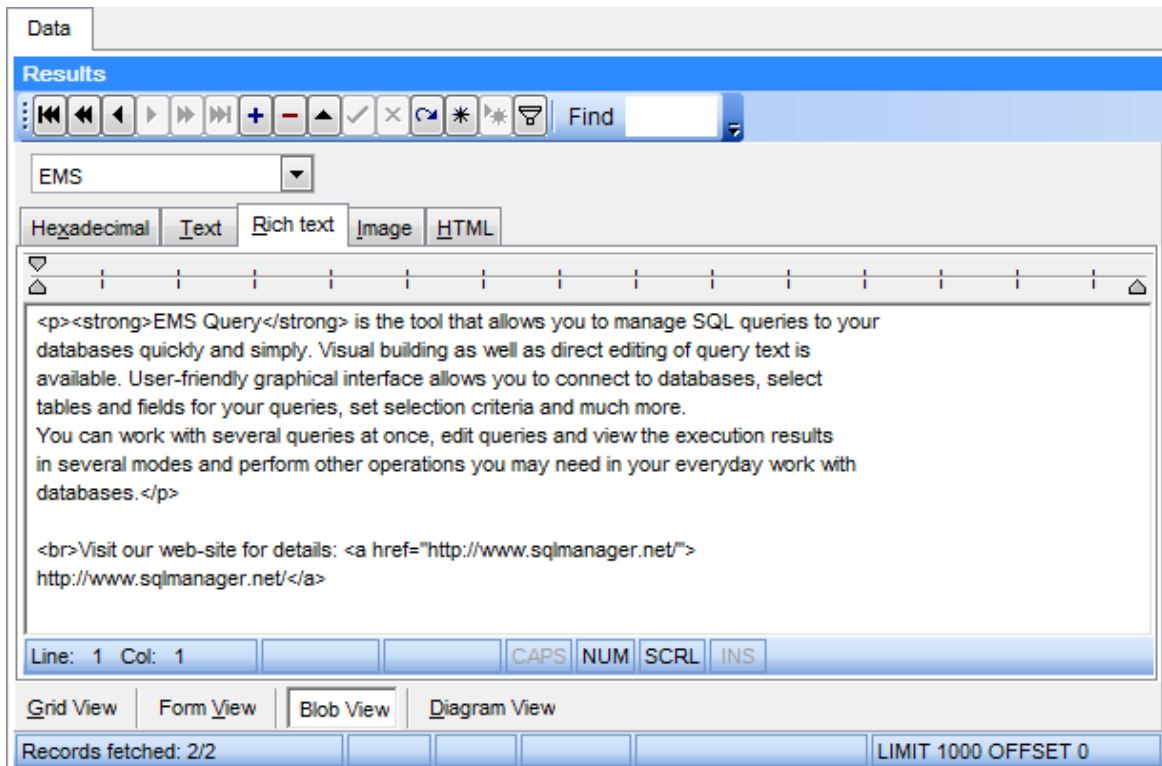 Data
Results
Find
EMS
Hexadecimal Text Rich text Image HTML
<p><strong>EMS Query</strong> is the tool that allows you to manage SQL queries to your
databases quickly and simply. Visual building as well as direct editing of query text is
available. User-friendly graphical interface allows you to connect to databases, select
tables and fields for your queries, set selection criteria and much more.
You can work with several queries at once, edit queries and view the execution results
in several modes and perform other operations you may need in your everyday work with
databases.</p>
<br>Visit our web-site for details: <a href="http://www.sqlmanager.net/">
http://www.sqlmanager.net/</a>
Line: 1 Col: 1 CAPS NUM SCRL INS
Grid View Form View Blob View Diagram View
Records fetched: 2/2 LIMIT 1000 OFFSET 0